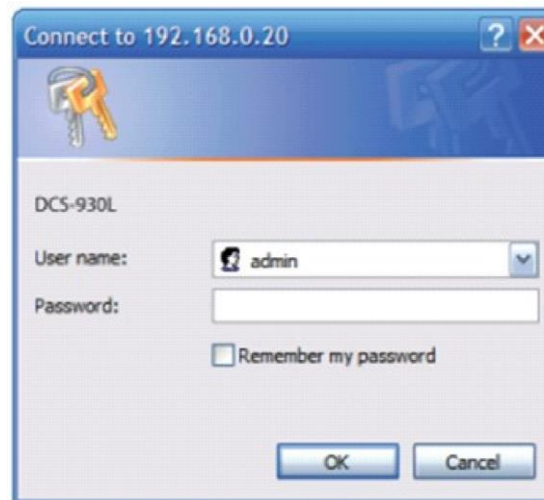 Connect to 192.168.0.20
DCS-930L
User name: admin
Password:
Remember my password
OK Cancel